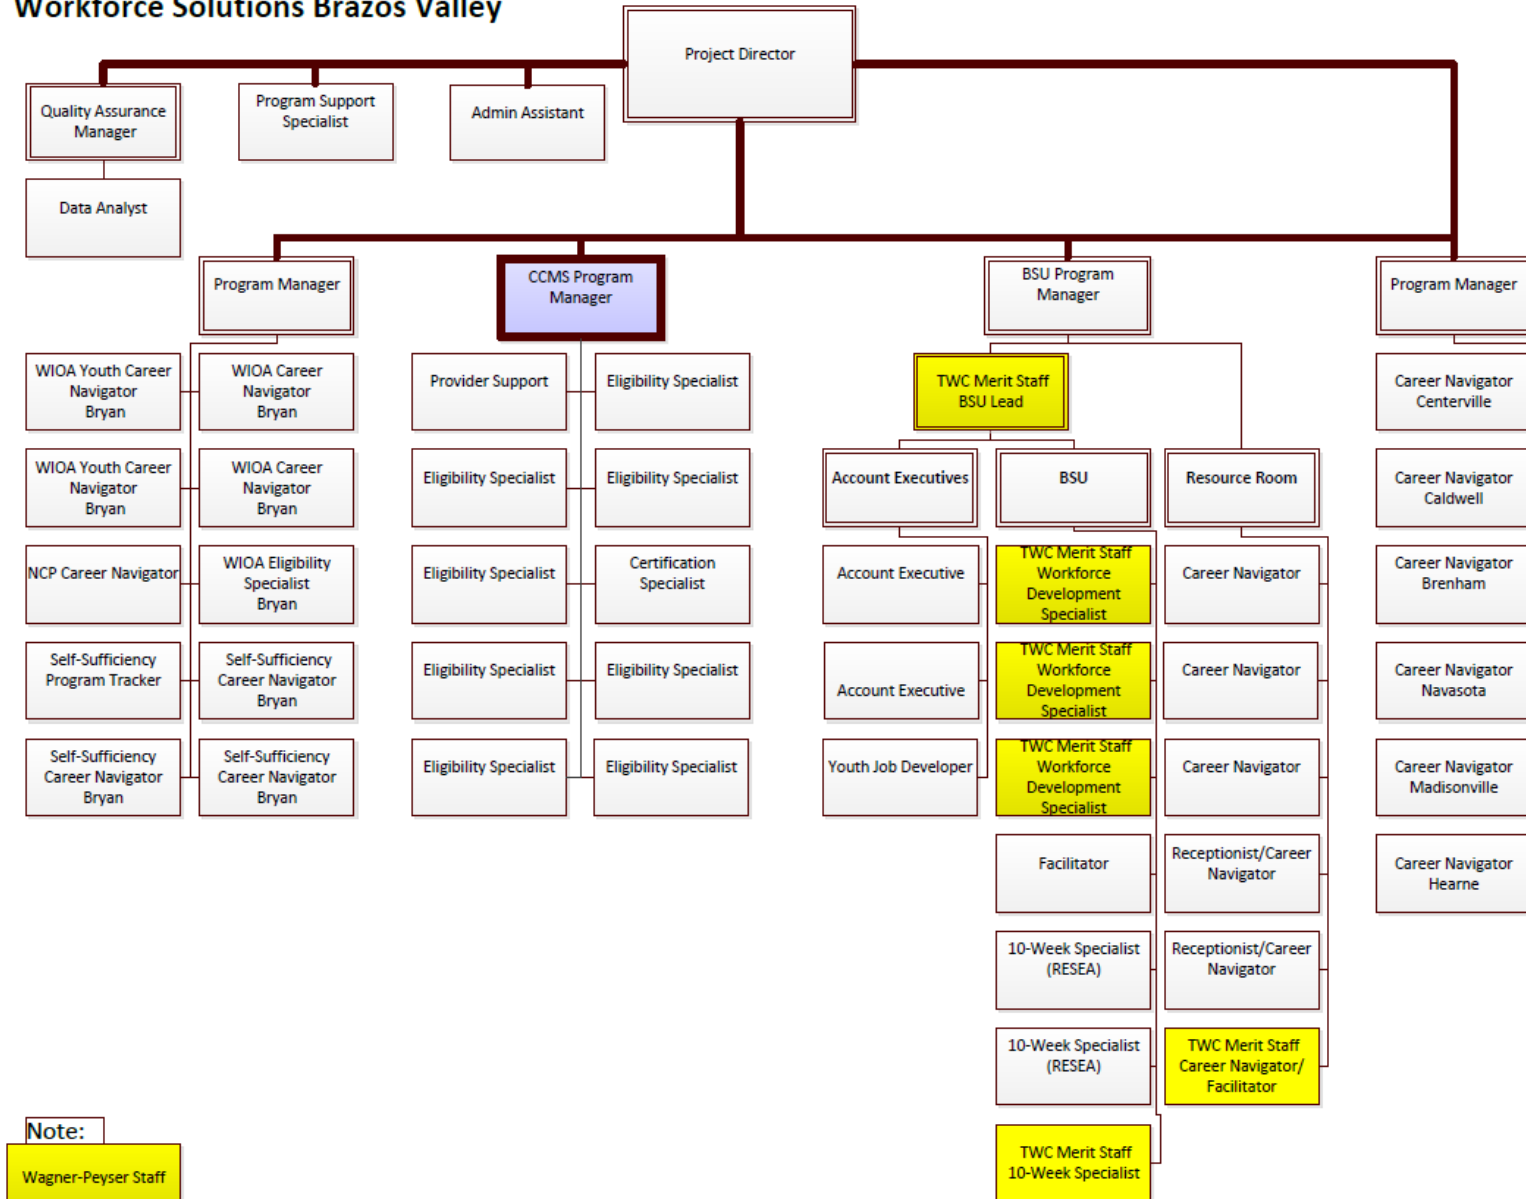 Workforce Solutions Brazos Valley
Project Director
Quality Assurance
Manager
Program Support
Specialist
Admin Assistant
Data Analyst
Program Manager
CCMS Program
Manager
BSU Program
Manager
Program Manager
WIOA Youth Career
Navigator
Bryan
WIOA Career
Navigator
Bryan
WIOA Youth Career
Navigator
Bryan
WIOA Career
Navigator
Bryan
NCP Career Navigator
WIOA Eligibility
Specialist
Bryan
Self-Sufficiency
Program Tracker
Self-Sufficiency
Career Navigator
Bryan
Self-Sufficiency
Career Navigator
Bryan
Self-Sufficiency
Career Navigator
Bryan
Provider Support
Eligibility Specialist
Eligibility Specialist
Eligibility Specialist
Eligibility Specialist
Certification
Specialist
Eligibility Specialist
Eligibility Specialist
Eligibility Specialist
Eligibility Specialist
TWC Merit Staff
BSU Lead
Account Executives
BSU
Resource Room
Account Executive
Account Executive
Youth Job Developer
TWC Merit Staff
Workforce
Development
Specialist
TWC Merit Staff
Workforce
Development
Specialist
TWC Merit Staff
Workforce
Development
Specialist
Facilitator
10-Week Specialist
(RESEA)
10-Week Specialist
(RESEA)
TWC Merit Staff
10-Week Specialist
Career Navigator
Career Navigator
Career Navigator
Receptionist/Career
Navigator
Receptionist/Career
Navigator
TWC Merit Staff
Career Navigator/
Facilitator
Career Navigator
Centerville
Career Navigator
Caldwell
Career Navigator
Brenham
Career Navigator
Navasota
Career Navigator
Madisonville
Career Navigator
Hearne
Note:
Wagner-Peyser Staff